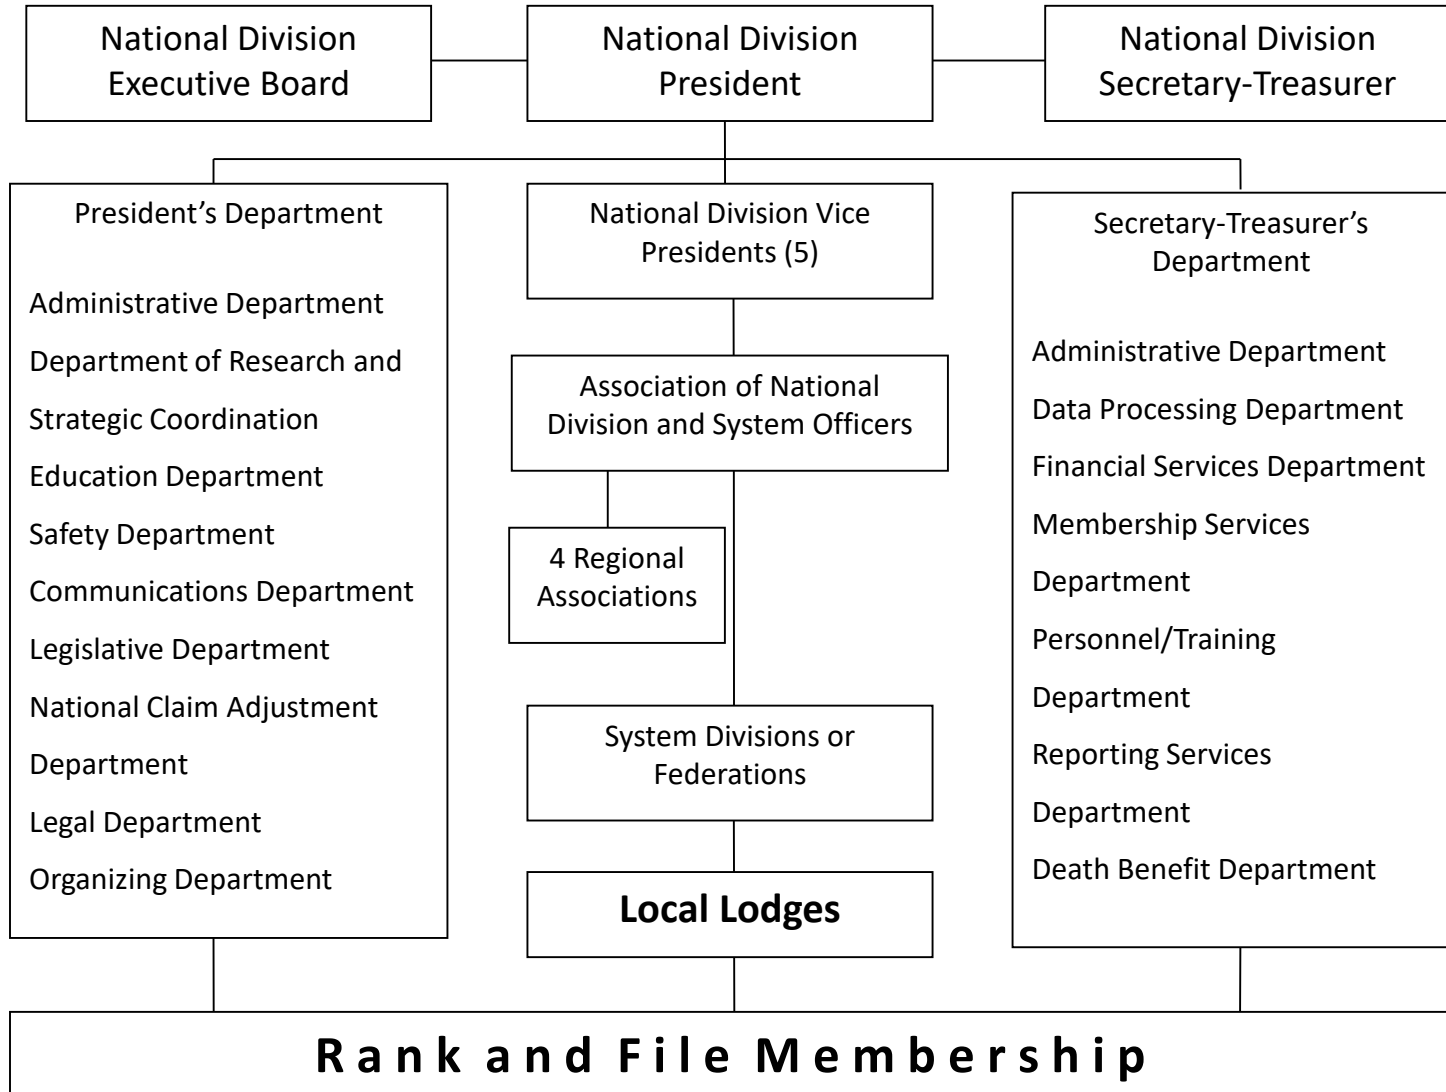 National Division
Executive Board
National Division
President
National Division
Secretary-Treasurer
President’s Department
Administrative Department
Department of Research and
Strategic Coordination
Education Department
Safety Department
Communications Department
Legislative Department
National Claim Adjustment
Department
Legal Department
Organizing Department
National Division Vice
Presidents (5)
Association of National
Division and System Officers
4 Regional
Associations
System Divisions or
Federations
Local Lodges
Secretary-Treasurer’s
Department
Administrative Department
Data Processing Department
Financial Services Department
Membership Services
Department
Personnel/Training
Department
Reporting Services
Department
Death Benefit Department
Rank and File Membership